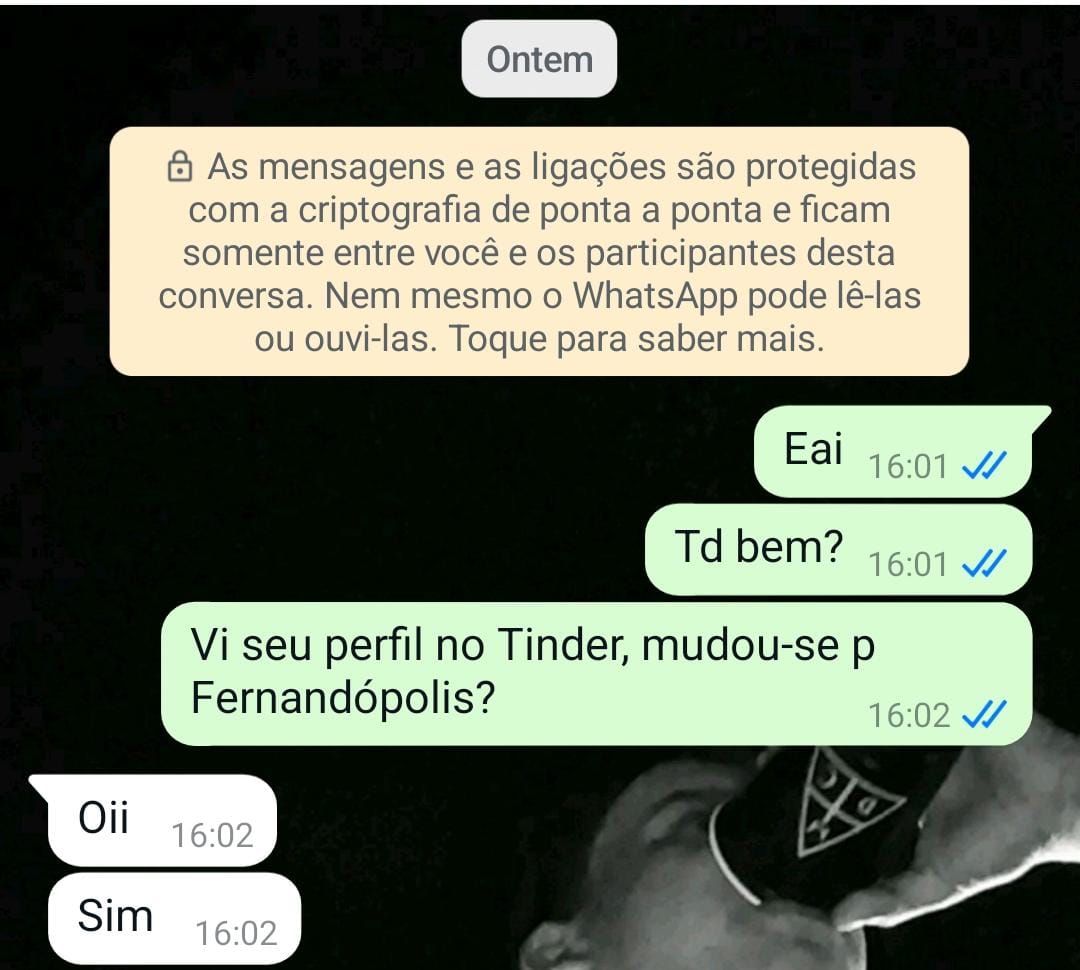 Ontem
As mensagens e as ligações são protegidas
com a criptografia de ponta a ponta e ficam
somente entre você e os participantes desta
conversa. Nem mesmo o WhatsApp pode lê-las
ou ouvi-las. Toque para saber mais.
Eai 16:01
Td bem? 16:01
Vi seu perfil no Tinder, mudou-se p
Fernandópolis? 16:02
Oii 16:02
Sim 16:02